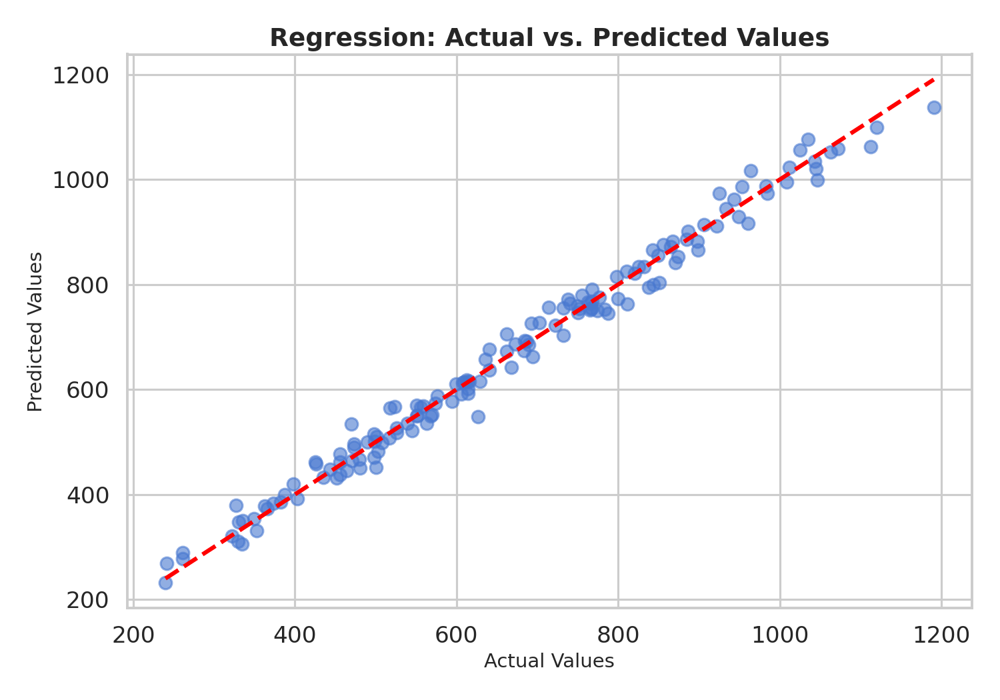 Regression: Actual vs. Predicted Values
1200
1000
800
600
400
200
Predicted Values
200 400 600 800 1000 1200
Actual Values